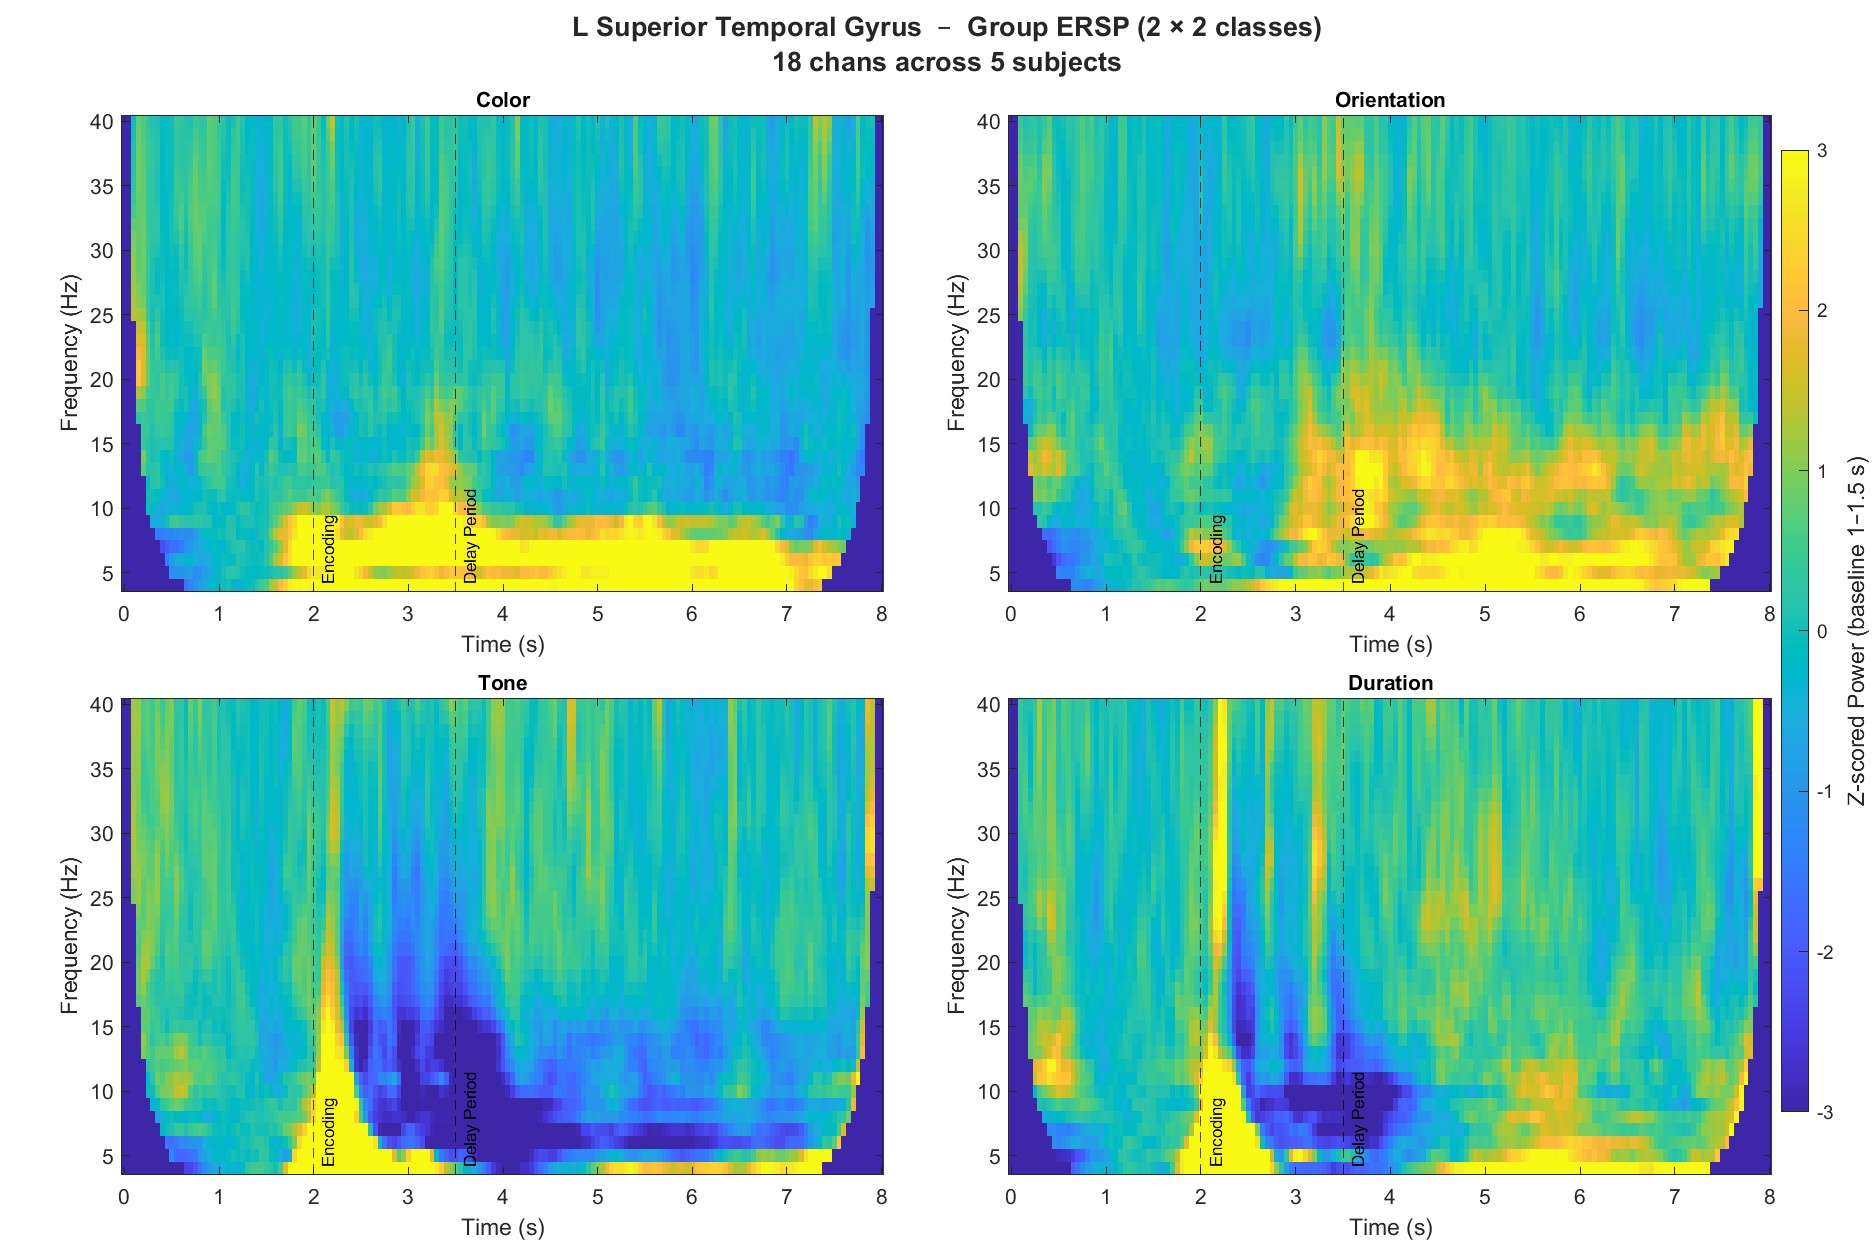 L Superior Temporal Gyrus – Group ERSP (2 × 2 classes)
18 chans across 5 subjects
Color
40
35
30
25
20
15
10
5
Frequency (Hz)
Encoding
Delay Period
0 1 2 3 4 5 6 7 8
Time (s)
Orientation
40
35
30
25
20
15
10
5
Frequency (Hz)
Encoding
Delay Period
0 1 2 3 4 5 6 7 8
Time (s)
Tone
40
35
30
25
20
15
10
5
Frequency (Hz)
Encoding
Delay Period
0 1 2 3 4 5 6 7 8
Time (s)
Duration
40
35
30
25
20
15
10
5
Frequency (Hz)
Encoding
Delay Period
0 1 2 3 4 5 6 7 8
Time (s)
3
2
1
0
-1
-2
-3
Z-scored Power (baseline 1–1.5 s)